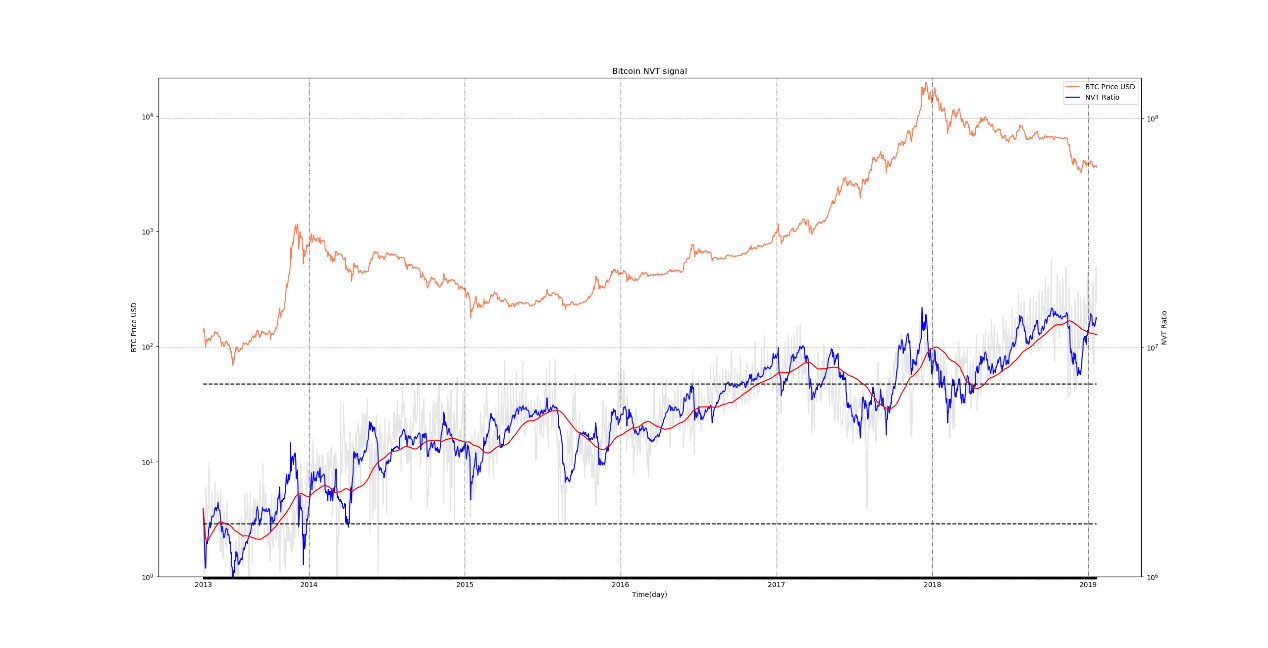 Bitcoin NVT signal
BTC Price USD
NVT Ratio
10⁴
10³
10²
10¹
10⁰
BTC Price USD
10⁸
10⁷
10⁶
NVT Ratio
2013 2014 2015 2016 2017 2018 2019
Time(day)